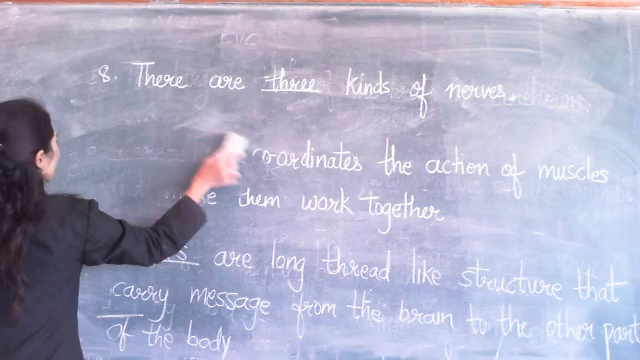 8. There are three kinds of nerves.
ordinates the action of muscles
them work together
are long thread like structure that
carry message from the brain to the other part
of the body